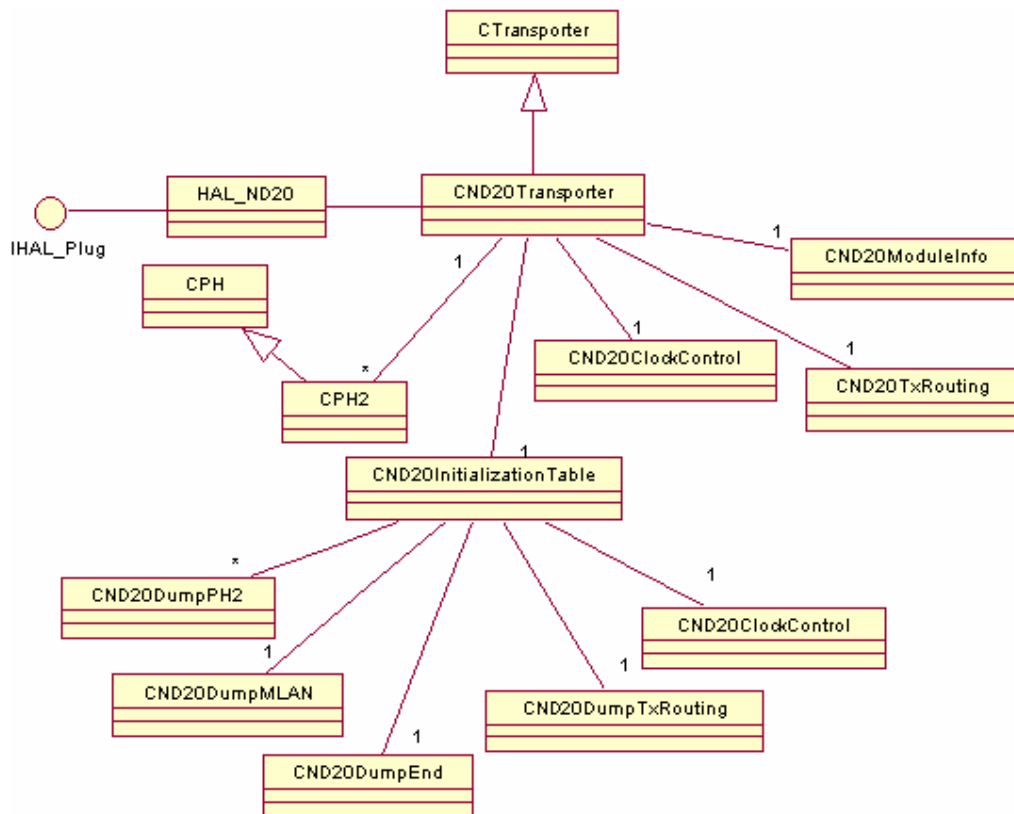 CTransporter
HAL_ND20
CND20Transporter
IHAL_Plug
1
1
CND20ModuleInfo
CPH
1
CND20ClockControl
1
CND20TxRouting
*
CPH2
1
CND20InitializationTable
*
CND20DumpPH2
1
CND20ClockControl
1
CND20DumpMLAN
1
CND20DumpTxRouting
1
CND20DumpEnd